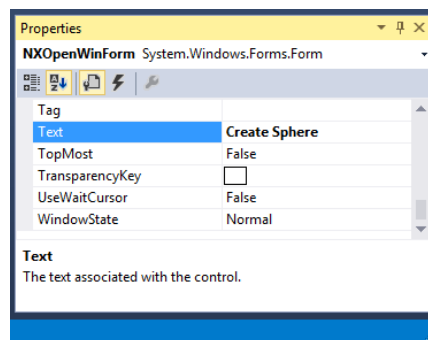 Properties
NXOpenWinForm System.Windows.Forms.Form
Tag
Text Create Sphere
TopMost False
TransparencyKey
UseWaitCursor False
WindowState Normal
Text
The text associated with the control.